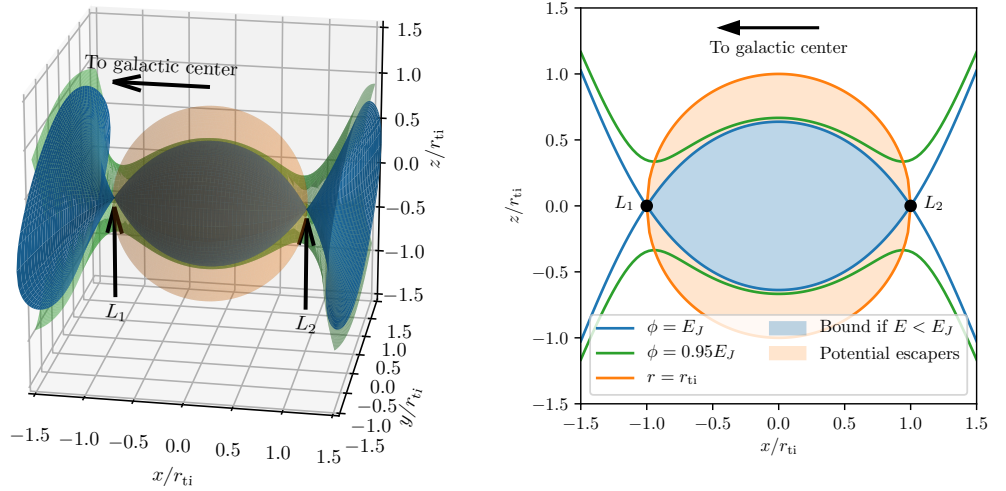 To galactic center
L₁
L₂
1.5
1.0
0.5
0.0
−0.5
−1.0
−1.5
z/r_ti
1.5
1.0
0.5
0.0
−0.5
−1.0
−1.5
y/r_ti
−1.5 −1.0 −0.5 0.0 0.5 1.0 1.5
x/r_ti
To galactic center
L₁
L₂
1.5
1.0
0.5
0.0
−0.5
−1.0
−1.5
z/r_ti
ϕ = E_J
ϕ = 0.95E_J
r = r_ti
Bound if E < E_J
Potential escapers
−1.5 −1.0 −0.5 0.0 0.5 1.0 1.5
x/r_ti